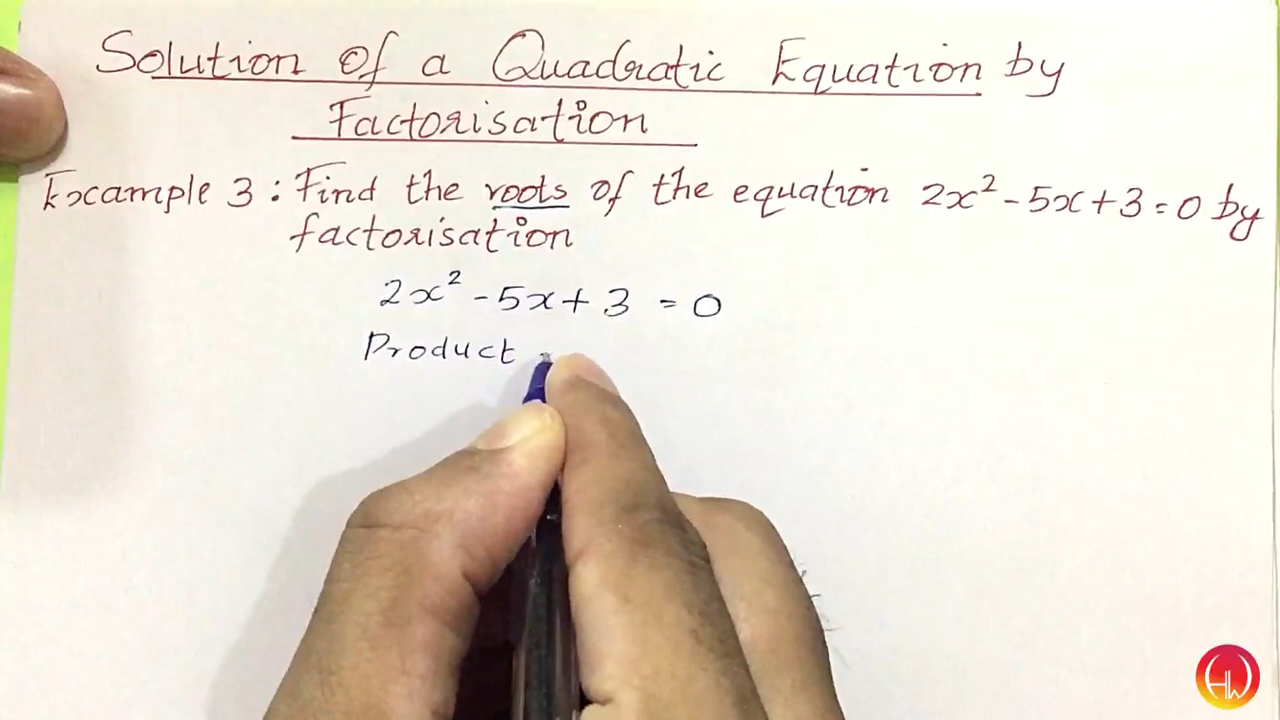 Solution of a Quadratic Equation by
Factorisation
Example 3 : Find the roots of the equation 2x² - 5x + 3 = 0 by
factorisation
2x² - 5x + 3 = 0
Product
HW